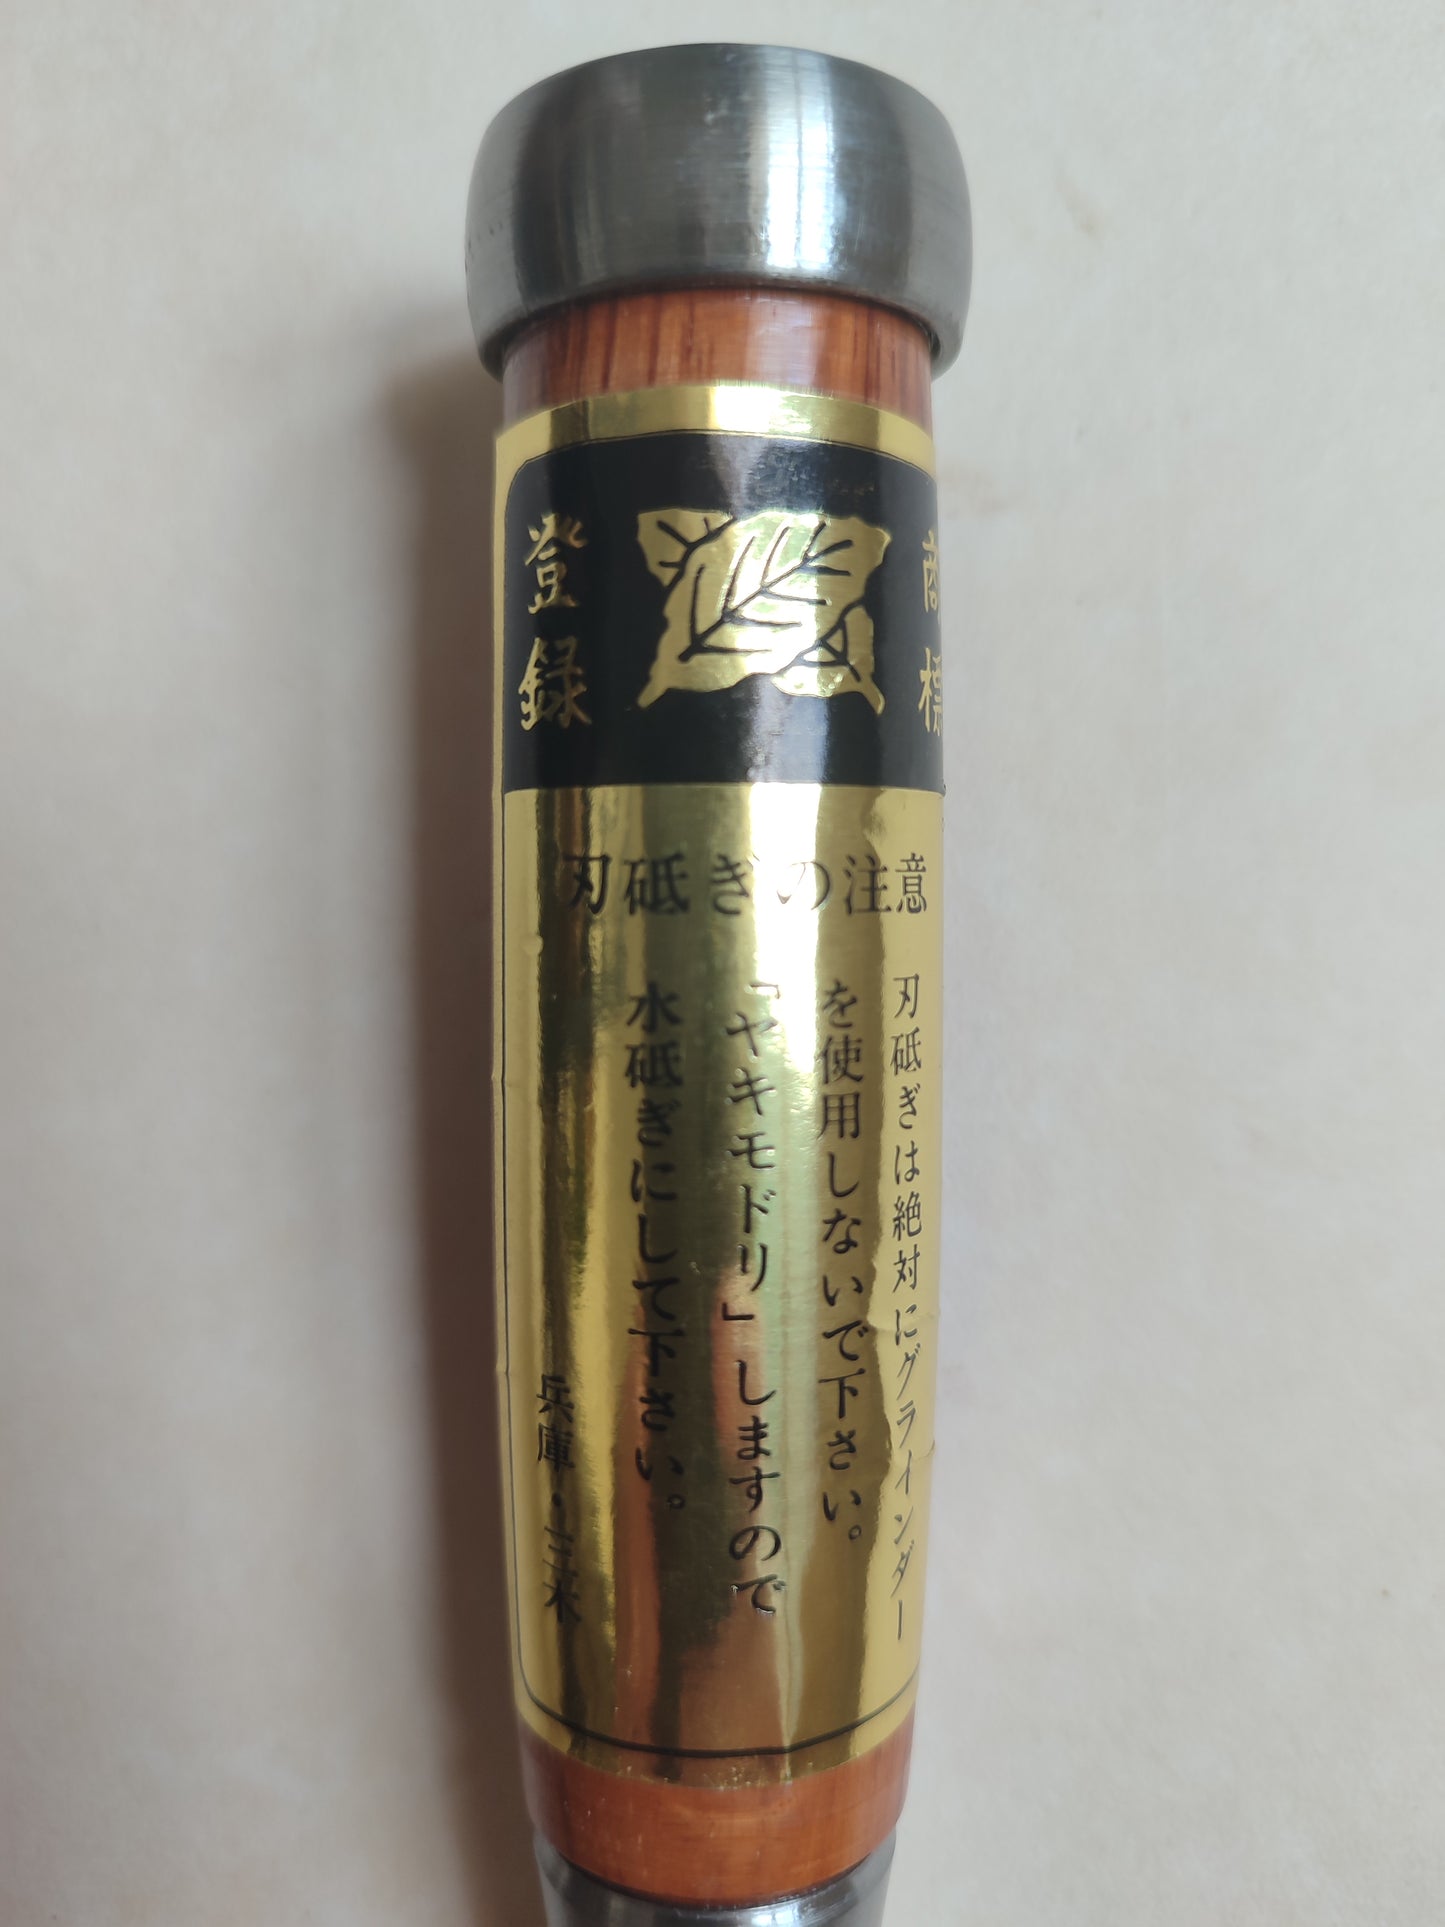 登録
商標
刃砥ぎの注意
刃砥ぎは絶対にグラインダー
を使用しないで下さい。
「ヤキモドリ」しますので
水砥ぎにして下さい。
兵庫・三木